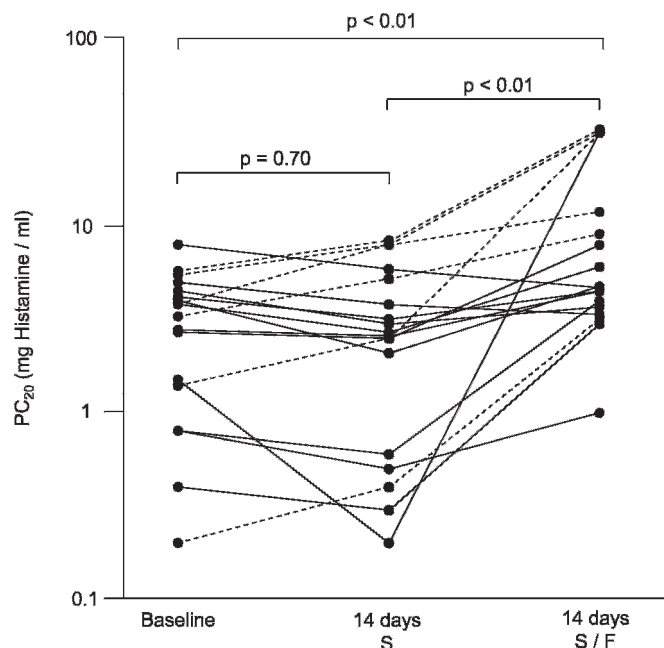 p < 0.01
100
p < 0.01
p = 0.70
10
PC20 (mg Histamine / ml)
1
0.1
Baseline
14 days
S
14 days
S / F